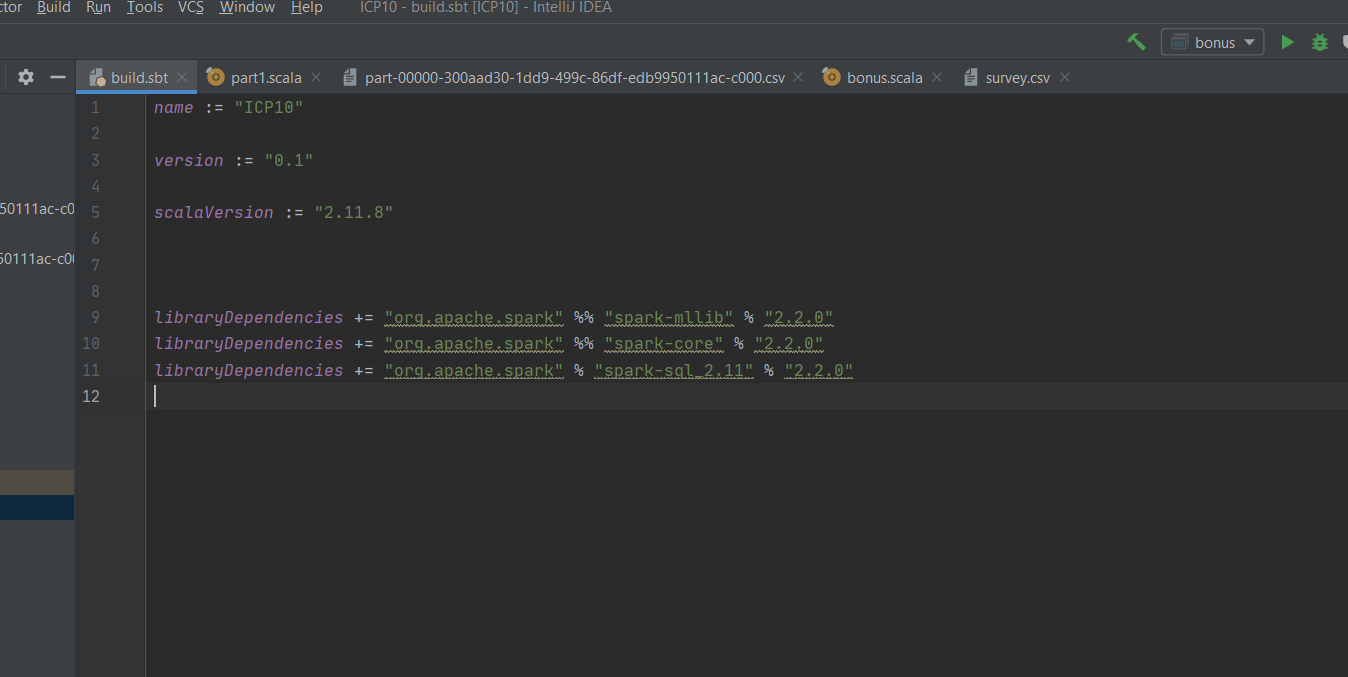 ctor Build Run Tools VCS Window Help ICP10 - build.sbt [ICP10] - IntelliJ IDEA
bonus
build.sbt part1.scala part-00000-300aad30-1dd9-499c-86df-edb9950111ac-c000.csv bonus.scala survey.csv
1 name := "ICP10"
2
3 version := "0.1"
4
50111ac-c0
5 scalaVersion := "2.11.8"
6
50111ac-c00
7
8
9 libraryDependencies += "org.apache.spark" %% "spark-mllib" % "2.2.0"
10 libraryDependencies += "org.apache.spark" %% "spark-core" % "2.2.0"
11 libraryDependencies += "org.apache.spark" % "spark-sql_2.11" % "2.2.0"
12